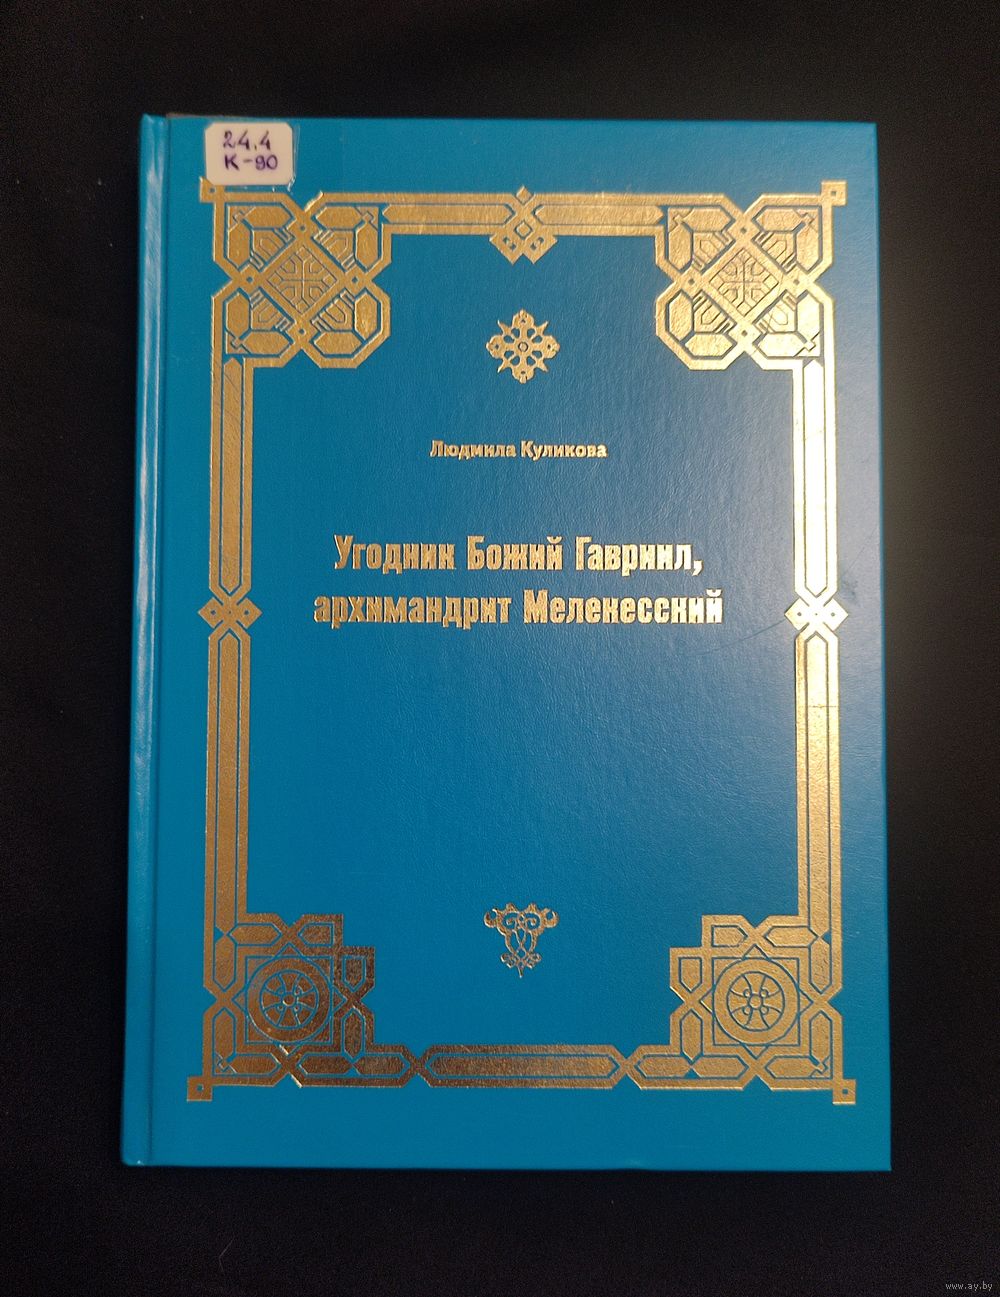 24.4
К-90
Людмила Куликова
Угодник Божий Гавриил,
архимандрит Мелекесский
www.ay.by